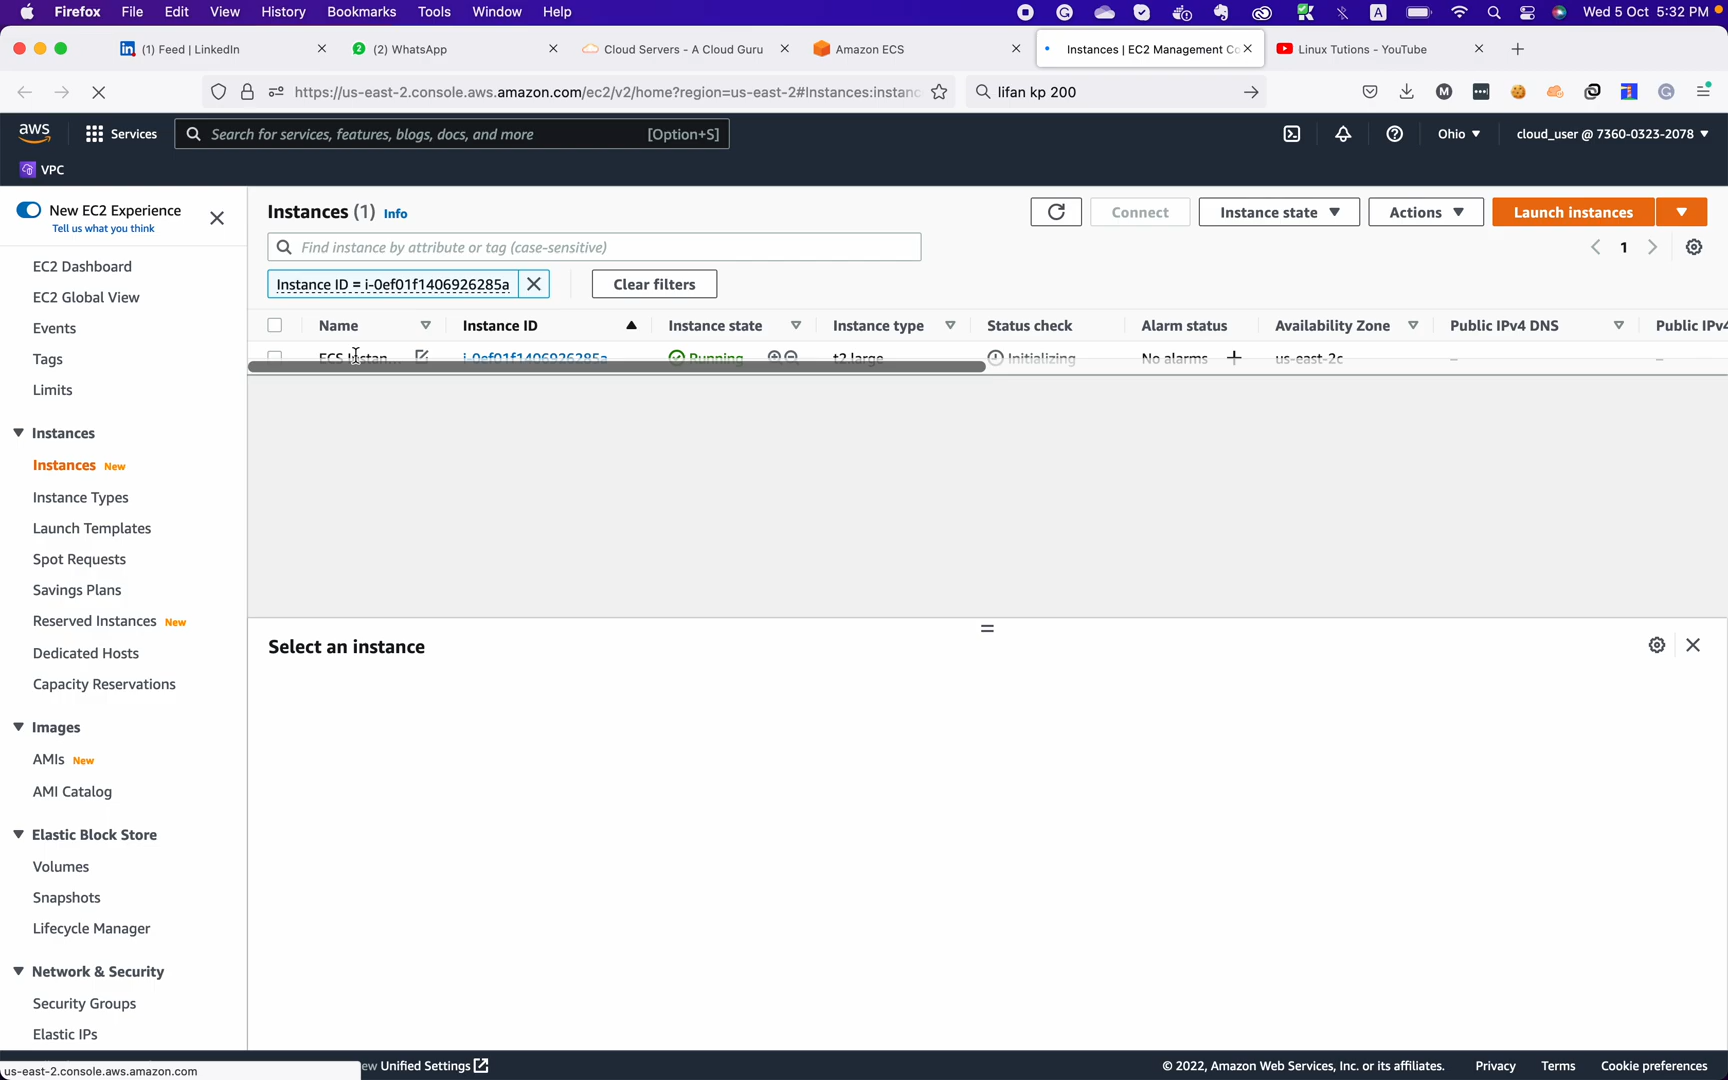 Firefox File Edit View History Bookmarks Tools Window Help A Wed 5 Oct 5:32 PM
(1) Feed | LinkedIn (2) WhatsApp Cloud Servers - A Cloud Guru Amazon ECS Instances | EC2 Management Co Linux Tutions - YouTube
https://us-east-2.console.aws.amazon.com/ec2/v2/home?region=us-east-2#Instances:instanc lifan kp 200
aws Services Search for services, features, blogs, docs, and more [Option+S] Ohio cloud_user @ 7360-0323-2078
VPC
New EC2 Experience
Tell us what you think
EC2 Dashboard
EC2 Global View
Events
Tags
Limits
Instances
Instances New
Instance Types
Launch Templates
Spot Requests
Savings Plans
Reserved Instances New
Dedicated Hosts
Capacity Reservations
Images
AMIs New
AMI Catalog
Elastic Block Store
Volumes
Snapshots
Lifecycle Manager
Network & Security
Security Groups
Elastic IPs
Instances (1) Info Connect Instance state Actions Launch instances
Find instance by attribute or tag (case-sensitive) 1
Instance ID = i-0ef01f1406926285a Clear filters
Name Instance ID Instance state Instance type Status check Alarm status Availability Zone Public IPv4 DNS Public IPv4
ECS Instan... i-0ef01f1406926285a Running t2.large Initializing No alarms us-east-2c – –
Select an instance
us-east-2.console.aws.amazon.com ew Unified Settings © 2022, Amazon Web Services, Inc. or its affiliates. Privacy Terms Cookie preferences